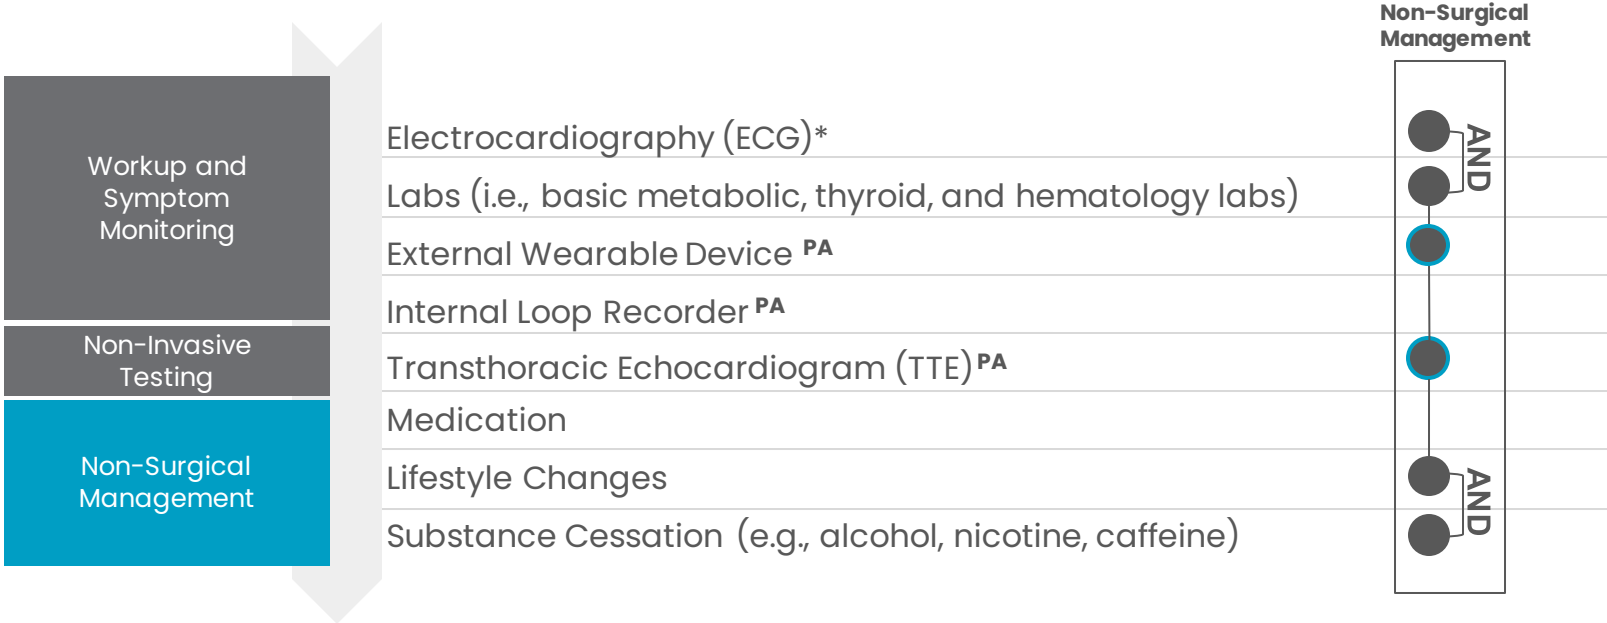 Non-Surgical
Management
Workup and
Symptom
Monitoring
Electrocardiography (ECG)*
Labs (i.e., basic metabolic, thyroid, and hematology labs)
External Wearable Device PA
Internal Loop Recorder PA
Non-Invasive
Testing
Transthoracic Echocardiogram (TTE) PA
Non-Surgical
Management
Medication
Lifestyle Changes
Substance Cessation (e.g., alcohol, nicotine, caffeine)
AND
AND